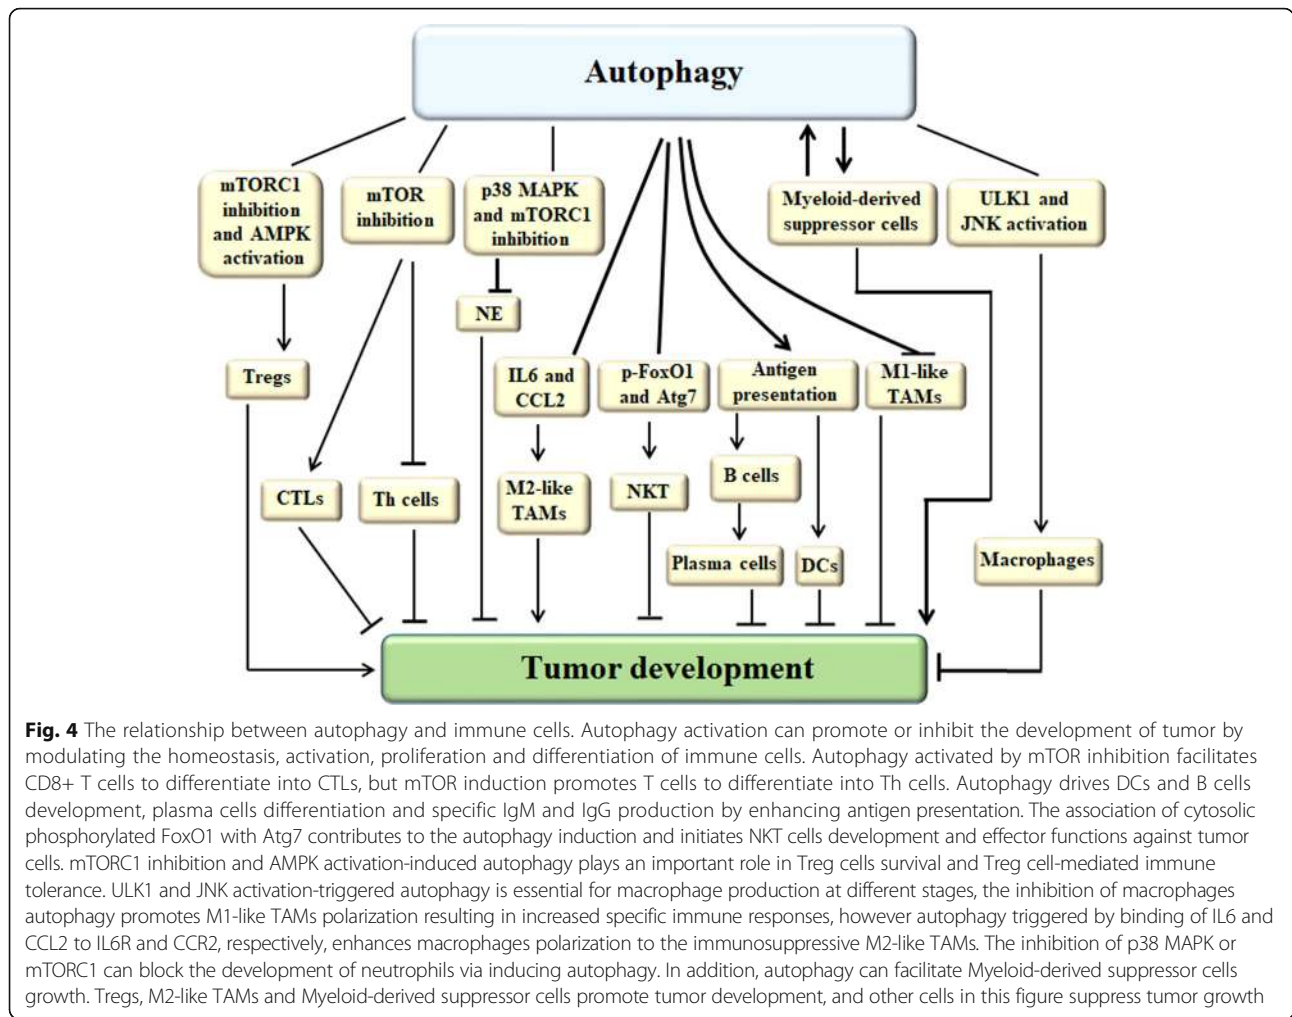 Autophagy
mTORC1
inhibition
and AMPK
activation
mTOR
inhibition
p38 MAPK
and mTORC1
inhibition
Myeloid-derived
suppressor cells
ULK1 and
JNK activation
NE
Tregs
IL6 and
CCL2
p-FoxO1
and Atg7
Antigen
presentation
M1-like
TAMs
CTLs
Th cells
M2-like
TAMs
NKT
B cells
Plasma cells
DCs
Macrophages
Tumor development
Fig. 4 The relationship between autophagy and immune cells. Autophagy activation can promote or inhibit the development of tumor by
modulating the homeostasis, activation, proliferation and differentiation of immune cells. Autophagy activated by mTOR inhibition facilitates
CD8+ T cells to differentiate into CTLs, but mTOR induction promotes T cells to differentiate into Th cells. Autophagy drives DCs and B cells
development, plasma cells differentiation and specific IgM and IgG production by enhancing antigen presentation. The association of cytosolic
phosphorylated FoxO1 with Atg7 contributes to the autophagy induction and initiates NKT cells development and effector functions against tumor
cells. mTORC1 inhibition and AMPK activation-induced autophagy plays an important role in Treg cells survival and Treg cell-mediated immune
tolerance. ULK1 and JNK activation-triggered autophagy is essential for macrophage production at different stages, the inhibition of macrophages
autophagy promotes M1-like TAMs polarization resulting in increased specific immune responses, however autophagy triggered by binding of IL6 and
CCL2 to IL6R and CCR2, respectively, enhances macrophages polarization to the immunosuppressive M2-like TAMs. The inhibition of p38 MAPK or
mTORC1 can block the development of neutrophils via inducing autophagy. In addition, autophagy can facilitate Myeloid-derived suppressor cells
growth. Tregs, M2-like TAMs and Myeloid-derived suppressor cells promote tumor development, and other cells in this figure suppress tumor growth